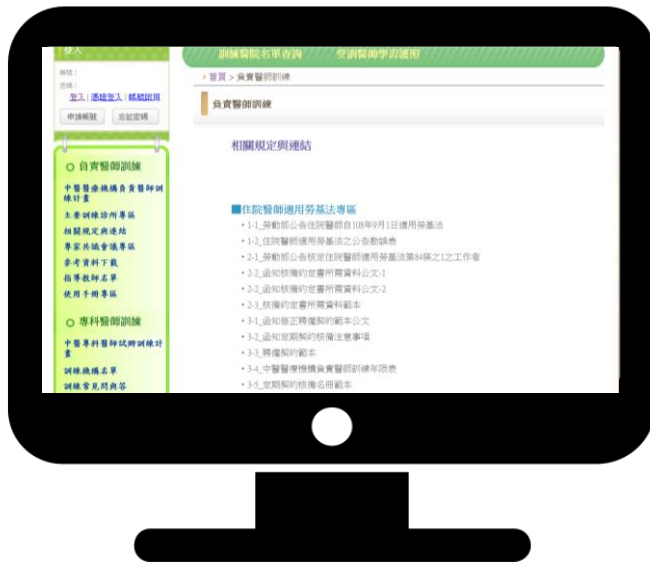 登入
訓練醫院名單查詢 受訓醫師學習護照
帳號：
密碼：
登入 | 憑證登入 | 帳號啟用
申請帳號 忘記密碼
› 首頁 > 負責醫師訓練
負責醫師訓練
負責醫師訓練
中醫醫療機構負責醫師訓
練計畫
主要訓練診所專區
相關規定與連結
專家共識會議專區
參考資料下載
指導教師名單
使用手冊專區
專科醫師訓練
中醫專科醫師試辦訓練計
畫
訓練機構名單
訓練常見問與答
相關規定與連結
■住院醫師適用勞基法專區
• 1-1_勞動部公告住院醫師自108年9月1日適用勞基法
• 1-2_住院醫師適用勞基法之公告勘誤表
• 2-1_勞動部公告核定住院醫師適用勞基法第84條之1之工作者
• 2-2_函知核備約定書所需資料公文-1
• 2-2_函知核備約定書所需資料公文-2
• 2-3_核備約定書所需資料範本
• 3-1_函知修正聘僱契約範本公文
• 3-2_函知定期契約核備注意事項
• 3-3_聘僱契約範本
• 3-4_中醫醫療機構負責醫師訓練年限表
• 3-5_定期契約核備名冊範本